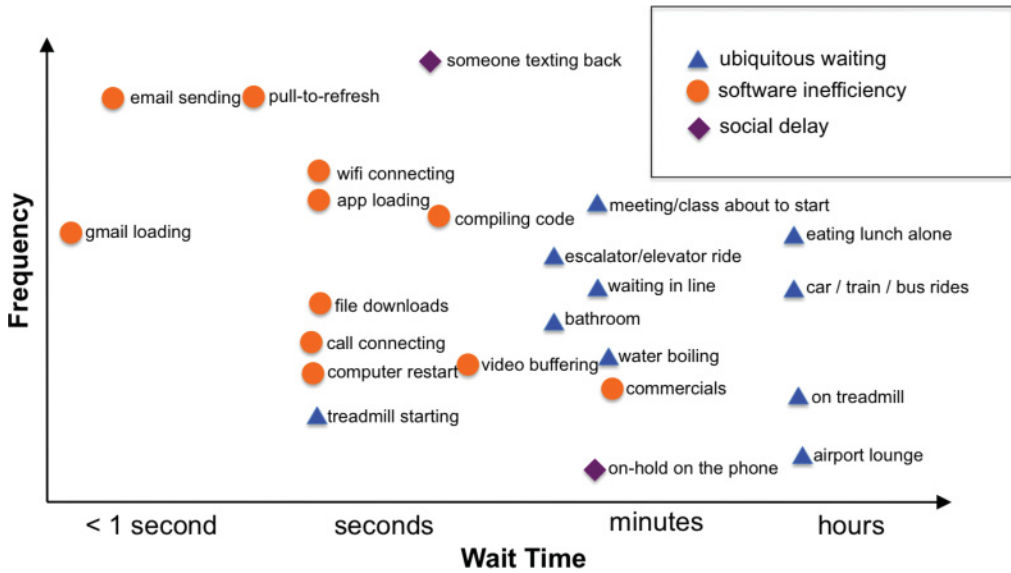 someone texting back
ubiquitous waiting
software inefficiency
social delay
email sending
pull-to-refresh
wifi connecting
app loading
compiling code
meeting/class about to start
gmail loading
eating lunch alone
escalator/elevator ride
waiting in line
car / train / bus rides
file downloads
bathroom
call connecting
water boiling
computer restart
video buffering
commercials
on treadmill
treadmill starting
airport lounge
on-hold on the phone
Frequency
< 1 second
seconds
minutes
hours
Wait Time